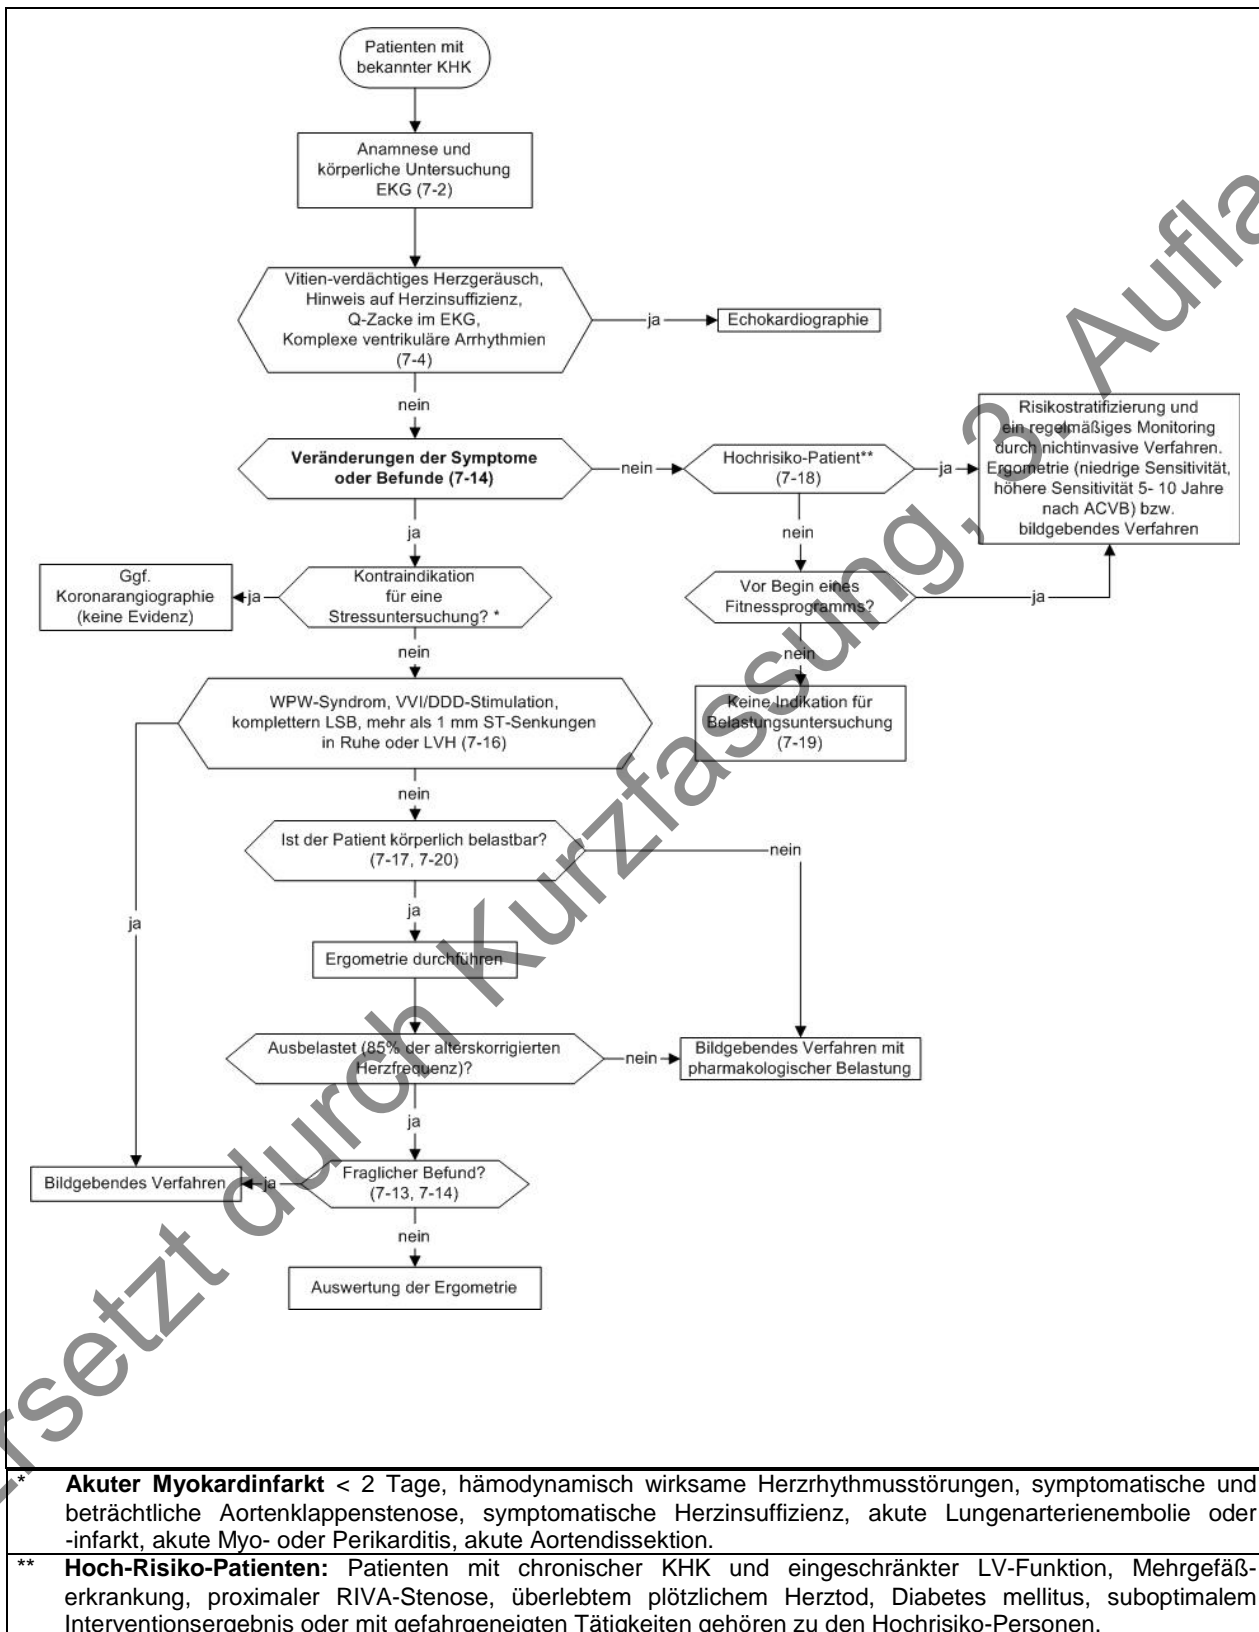 Patienten mit
bekannter KHK
Anamnese und
körperliche Untersuchung
EKG (7-2)
Vitien-verdächtiges Herzgeräusch,
Hinweis auf Herzinsuffizienz,
Q-Zacke im EKG,
Komplexe ventrikuläre Arrhythmien
(7-4)
ja
Echokardiographie
nein
Veränderungen der Symptome
oder Befunde (7-14)
nein
Hochrisiko-Patient**
(7-18)
ja
Risikostratifizierung und
ein regelmäßiges Monitoring
durch nichtinvasive Verfahren.
Ergometrie (niedrige Sensitivität,
höhere Sensitivität 5- 10 Jahre
nach ACVB) bzw.
bildgebendes Verfahren
ja
nein
Ggf.
Koronarangiographie
(keine Evidenz)
ja
Kontraindikation
für eine
Stressuntersuchung? *
Vor Begin eines
Fitnessprogramms?
ja
nein
nein
WPW-Syndrom, VVI/DDD-Stimulation,
komplettern LSB, mehr als 1 mm ST-Senkungen
in Ruhe oder LVH (7-16)
Keine Indikation für
Belastungsuntersuchung
(7-19)
nein
Ist der Patient körperlich belastbar?
(7-17, 7-20)
nein
ja
ja
Ergometrie durchführen
Ausbelastet (85% der alterskorrigierten
Herzfrequenz)?
nein
Bildgebendes Verfahren mit
pharmakologischer Belastung
ja
Bildgebendes Verfahren
ja
Fraglicher Befund?
(7-13, 7-14)
nein
Auswertung der Ergometrie
* Akuter Myokardinfarkt < 2 Tage, hämodynamisch wirksame Herzrhythmusstörungen, symptomatische und
beträchtliche Aortenklappenstenose, symptomatische Herzinsuffizienz, akute Lungenarterienembolie oder
-infarkt, akute Myo- oder Perikarditis, akute Aortendissektion.
** Hoch-Risiko-Patienten: Patienten mit chronischer KHK und eingeschränkter LV-Funktion, Mehrgefäß-
erkrankung, proximaler RIVA-Stenose, überlebtem plötzlichem Herztod, Diabetes mellitus, suboptimalem
Interventionsergebnis oder mit gefahrgeneigten Tätigkeiten gehören zu den Hochrisiko-Personen.
ersetzt durch Kurzfassung, 3. Aufla